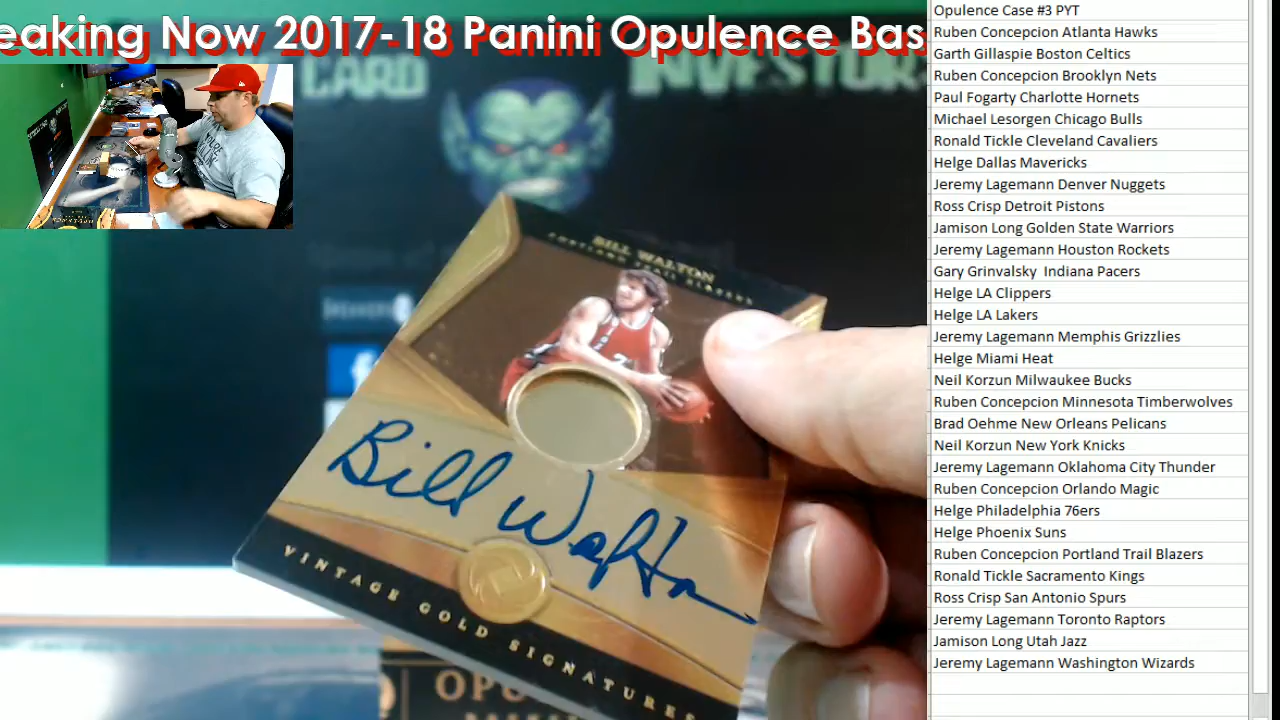 eaking Now 2017-18 Panini Opulence Bas
CARD INVESTOR
BILL WALTON
PORTLAND TRAIL BLAZERS
Bill Walton
VINTAGE GOLD SIGNATURES
OPU
Opulence Case #3 PYT
Ruben Concepcion Atlanta Hawks
Garth Gillaspie Boston Celtics
Ruben Concepcion Brooklyn Nets
Paul Fogarty Charlotte Hornets
Michael Lesorgen Chicago Bulls
Ronald Tickle Cleveland Cavaliers
Helge Dallas Mavericks
Jeremy Lagemann Denver Nuggets
Ross Crisp Detroit Pistons
Jamison Long Golden State Warriors
Jeremy Lagemann Houston Rockets
Gary Grinvalsky  Indiana Pacers
Helge LA Clippers
Helge LA Lakers
Jeremy Lagemann Memphis Grizzlies
Helge Miami Heat
Neil Korzun Milwaukee Bucks
Ruben Concepcion Minnesota Timberwolves
Brad Oehme New Orleans Pelicans
Neil Korzun New York Knicks
Jeremy Lagemann Oklahoma City Thunder
Ruben Concepcion Orlando Magic
Helge Philadelphia 76ers
Helge Phoenix Suns
Ruben Concepcion Portland Trail Blazers
Ronald Tickle Sacramento Kings
Ross Crisp San Antonio Spurs
Jeremy Lagemann Toronto Raptors
Jamison Long Utah Jazz
Jeremy Lagemann Washington Wizards